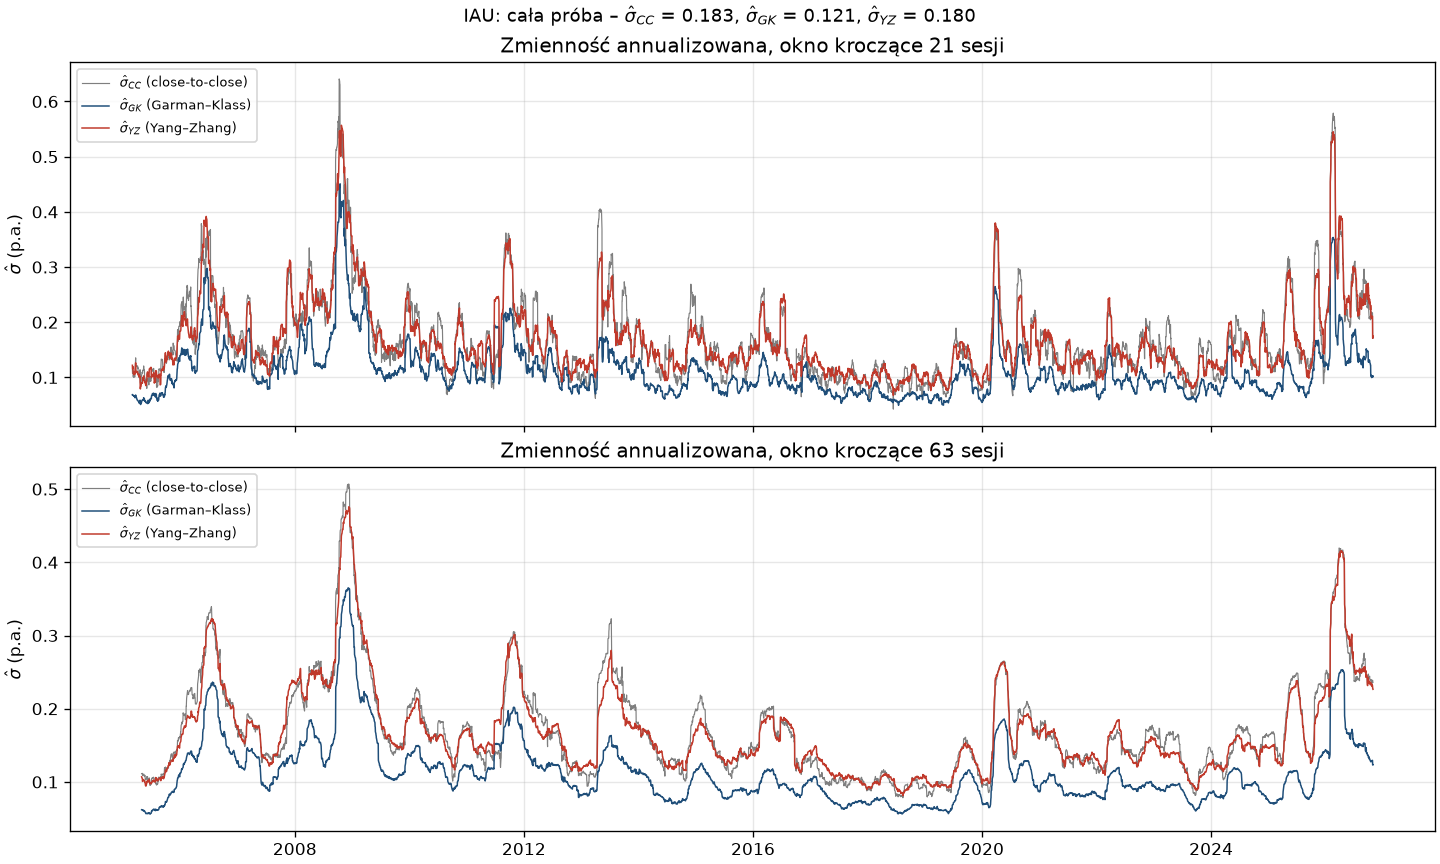 IAU: cała próba – σ̂CC = 0.183, σ̂GK = 0.121, σ̂YZ = 0.180
Zmienność annualizowana, okno kroczące 21 sesji
σ̂CC (close-to-close)
σ̂GK (Garman–Klass)
σ̂YZ (Yang–Zhang)
σ̂ (p.a.)
0.6
0.5
0.4
0.3
0.2
0.1
Zmienność annualizowana, okno kroczące 63 sesji
σ̂CC (close-to-close)
σ̂GK (Garman–Klass)
σ̂YZ (Yang–Zhang)
σ̂ (p.a.)
0.5
0.4
0.3
0.2
0.1
2008 2012 2016 2020 2024